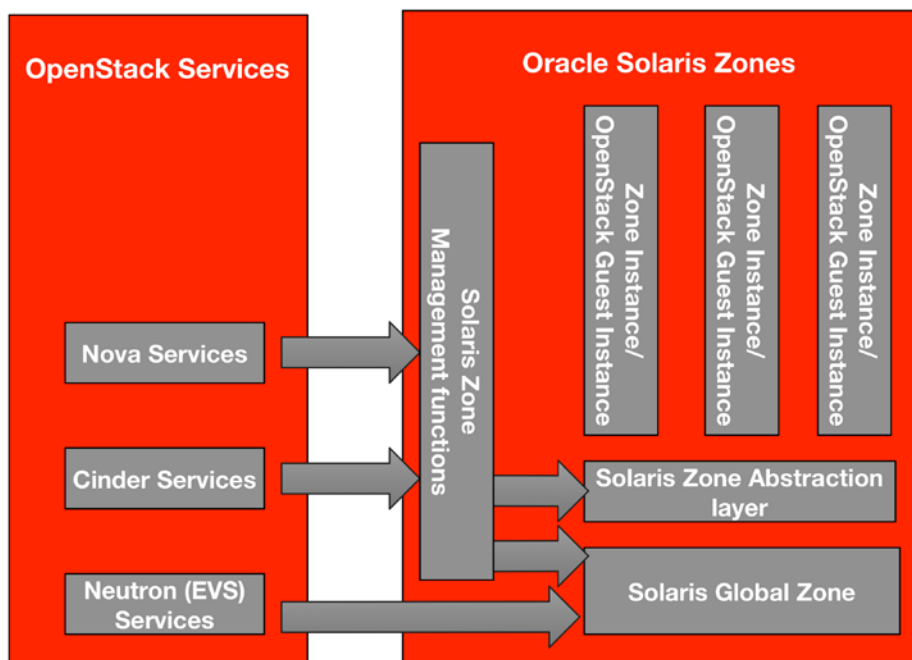 OpenStack Services
Nova Services
Cinder Services
Neutron (EVS)
Services
Oracle Solaris Zones
Solaris Zone
Management functions
Zone Instance/
OpenStack Guest Instance
Zone Instance/
OpenStack Guest Instance
Zone Instance/
OpenStack Guest Instance
Solaris Zone Abstraction
layer
Solaris Global Zone